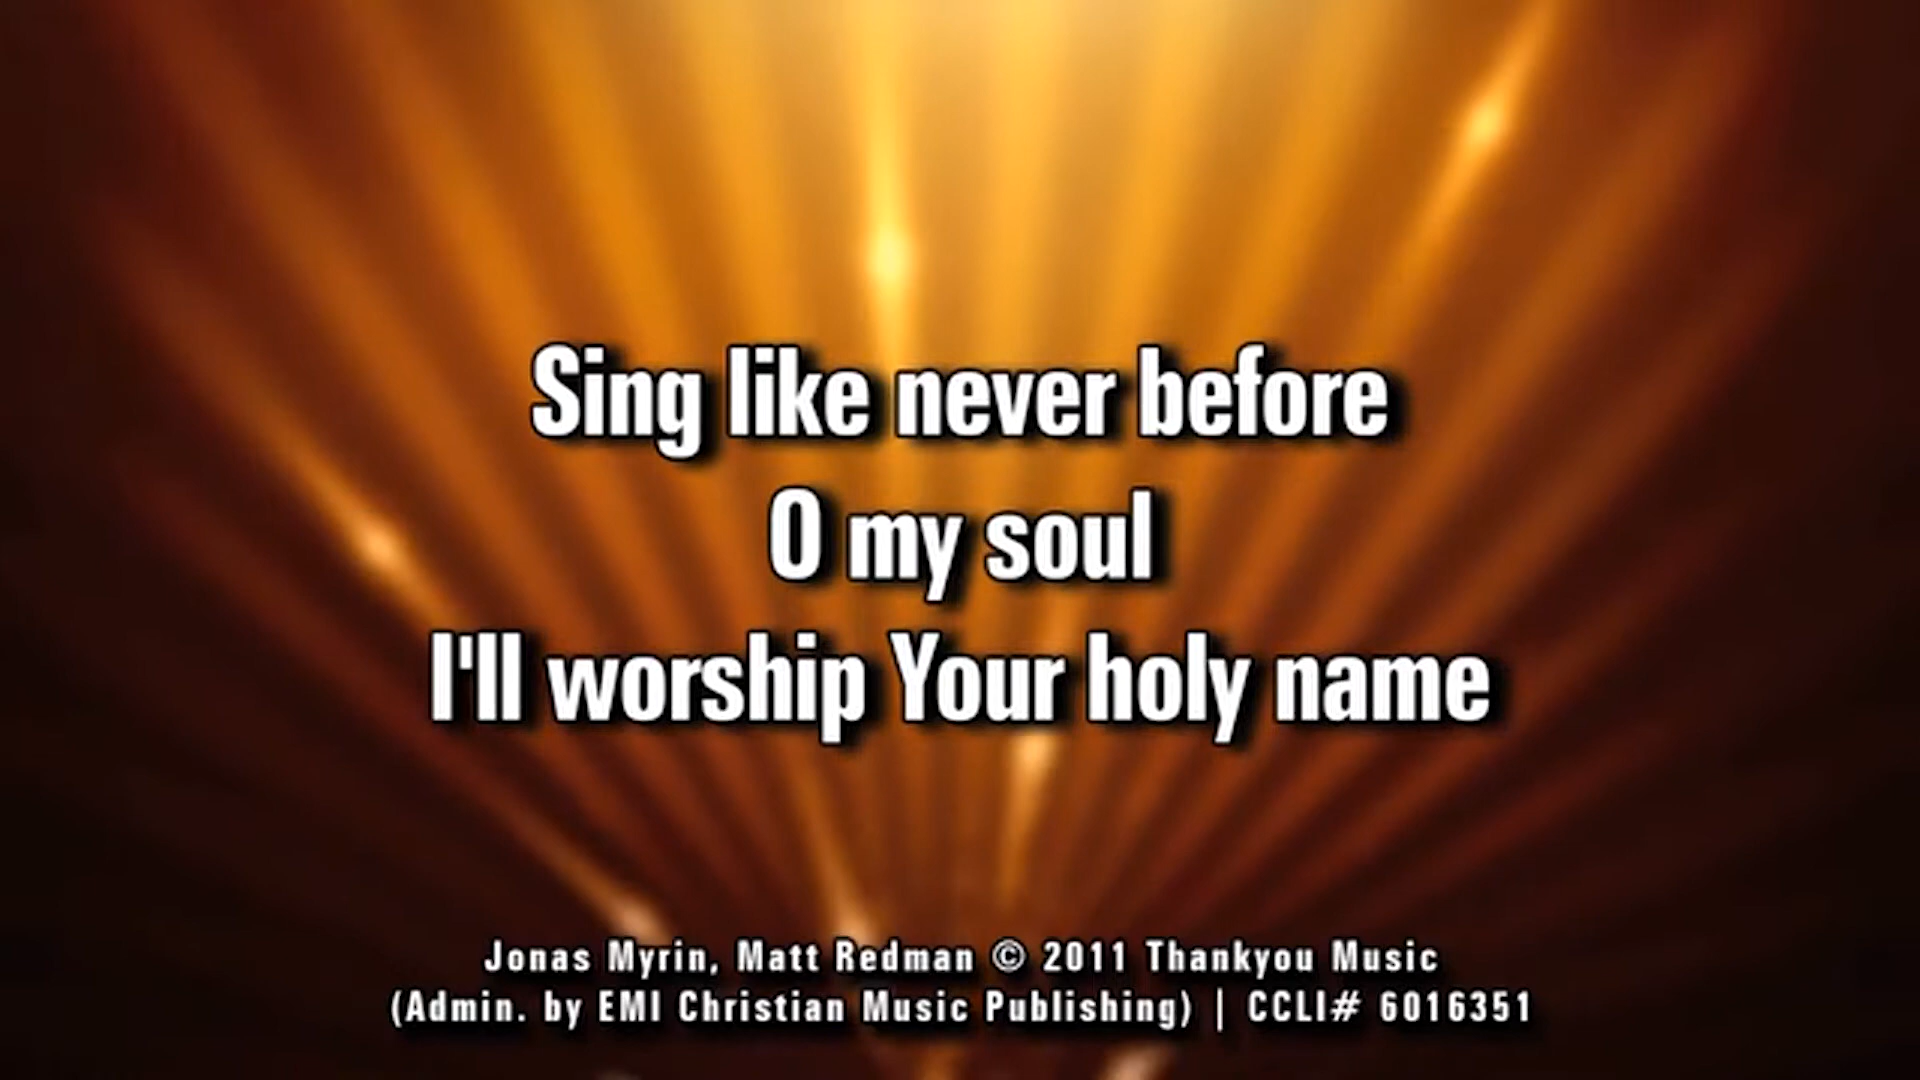 Sing like never before
O my soul
I'll worship Your holy name
Jonas Myrin, Matt Redman © 2011 Thankyou Music
(Admin. by EMI Christian Music Publishing) | CCLI# 6016351